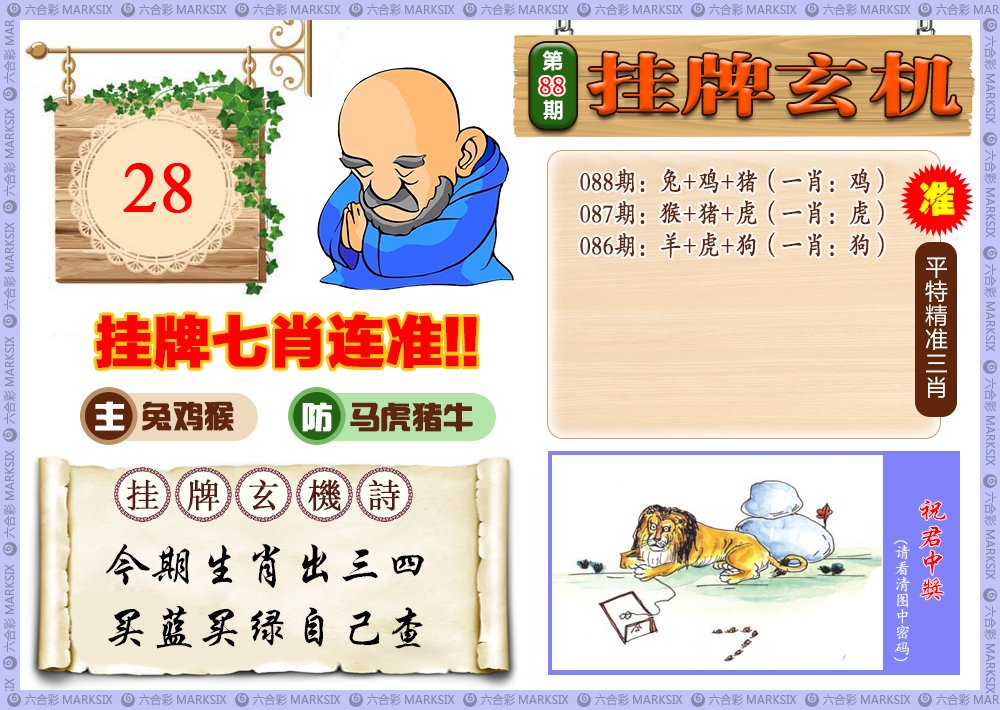 六合彩 MARKSIX
28
第88期
挂牌玄机
088期：兔+鸡+猪（一肖：鸡）
087期：猴+猪+虎（一肖：虎）
086期：羊+虎+狗（一肖：狗）
准
平特精准三肖
挂牌七肖连准!!
主 兔鸡猴
防 马虎猪牛
挂牌玄機詩
今期生肖出三四
买蓝买绿自己查
祝君中奖
（请看清图中密码）